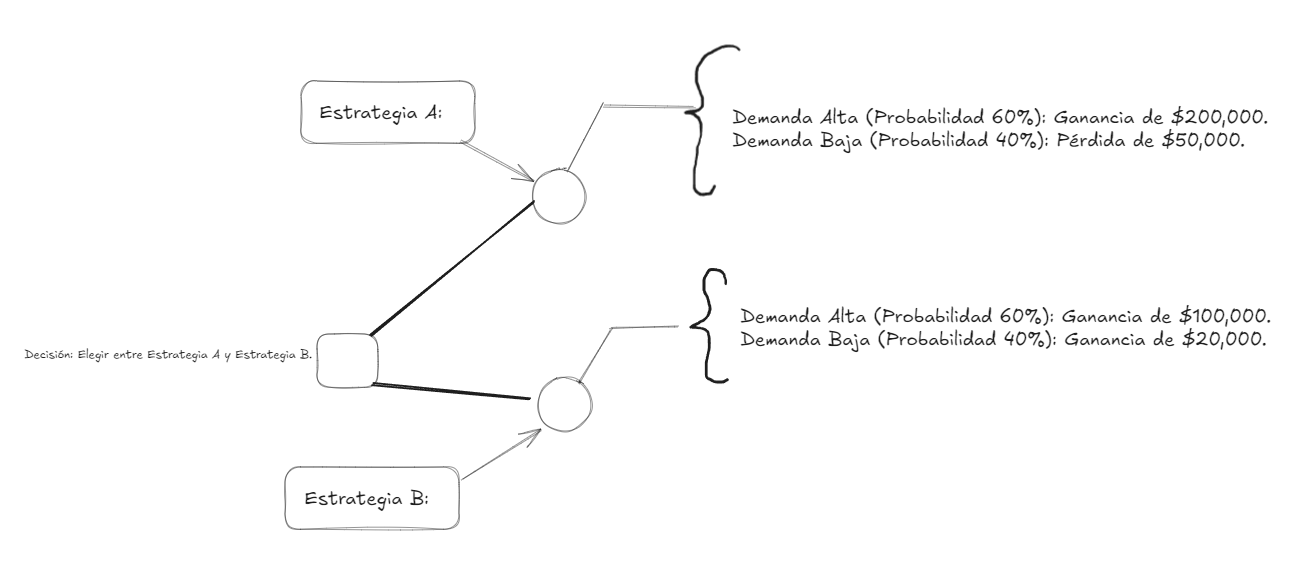 Estrategia A:
Demanda Alta (Probabilidad 60%): Ganancia de $200,000.
Demanda Baja (Probabilidad 40%): Pérdida de $50,000.
Demanda Alta (Probabilidad 60%): Ganancia de $100,000.
Demanda Baja (Probabilidad 40%): Ganancia de $20,000.
Decisión: Elegir entre Estrategia A y Estrategia B.
Estrategia B: